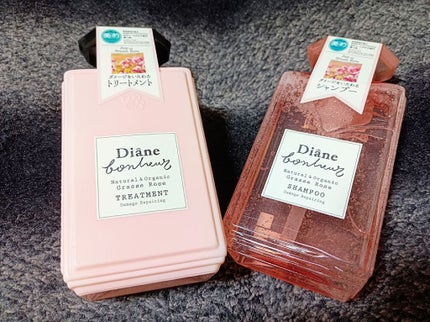 ダメージをいたわる
トリートメント
Diâne
bonheur
Natural & Organic
Grasse Rose
TREATMENT
Damage Repairing
ダメージをいたわる
シャンプー
Diâne
bonheur
Natural & Organic
Grasse Rose
SHAMPOO
Damage Repairing